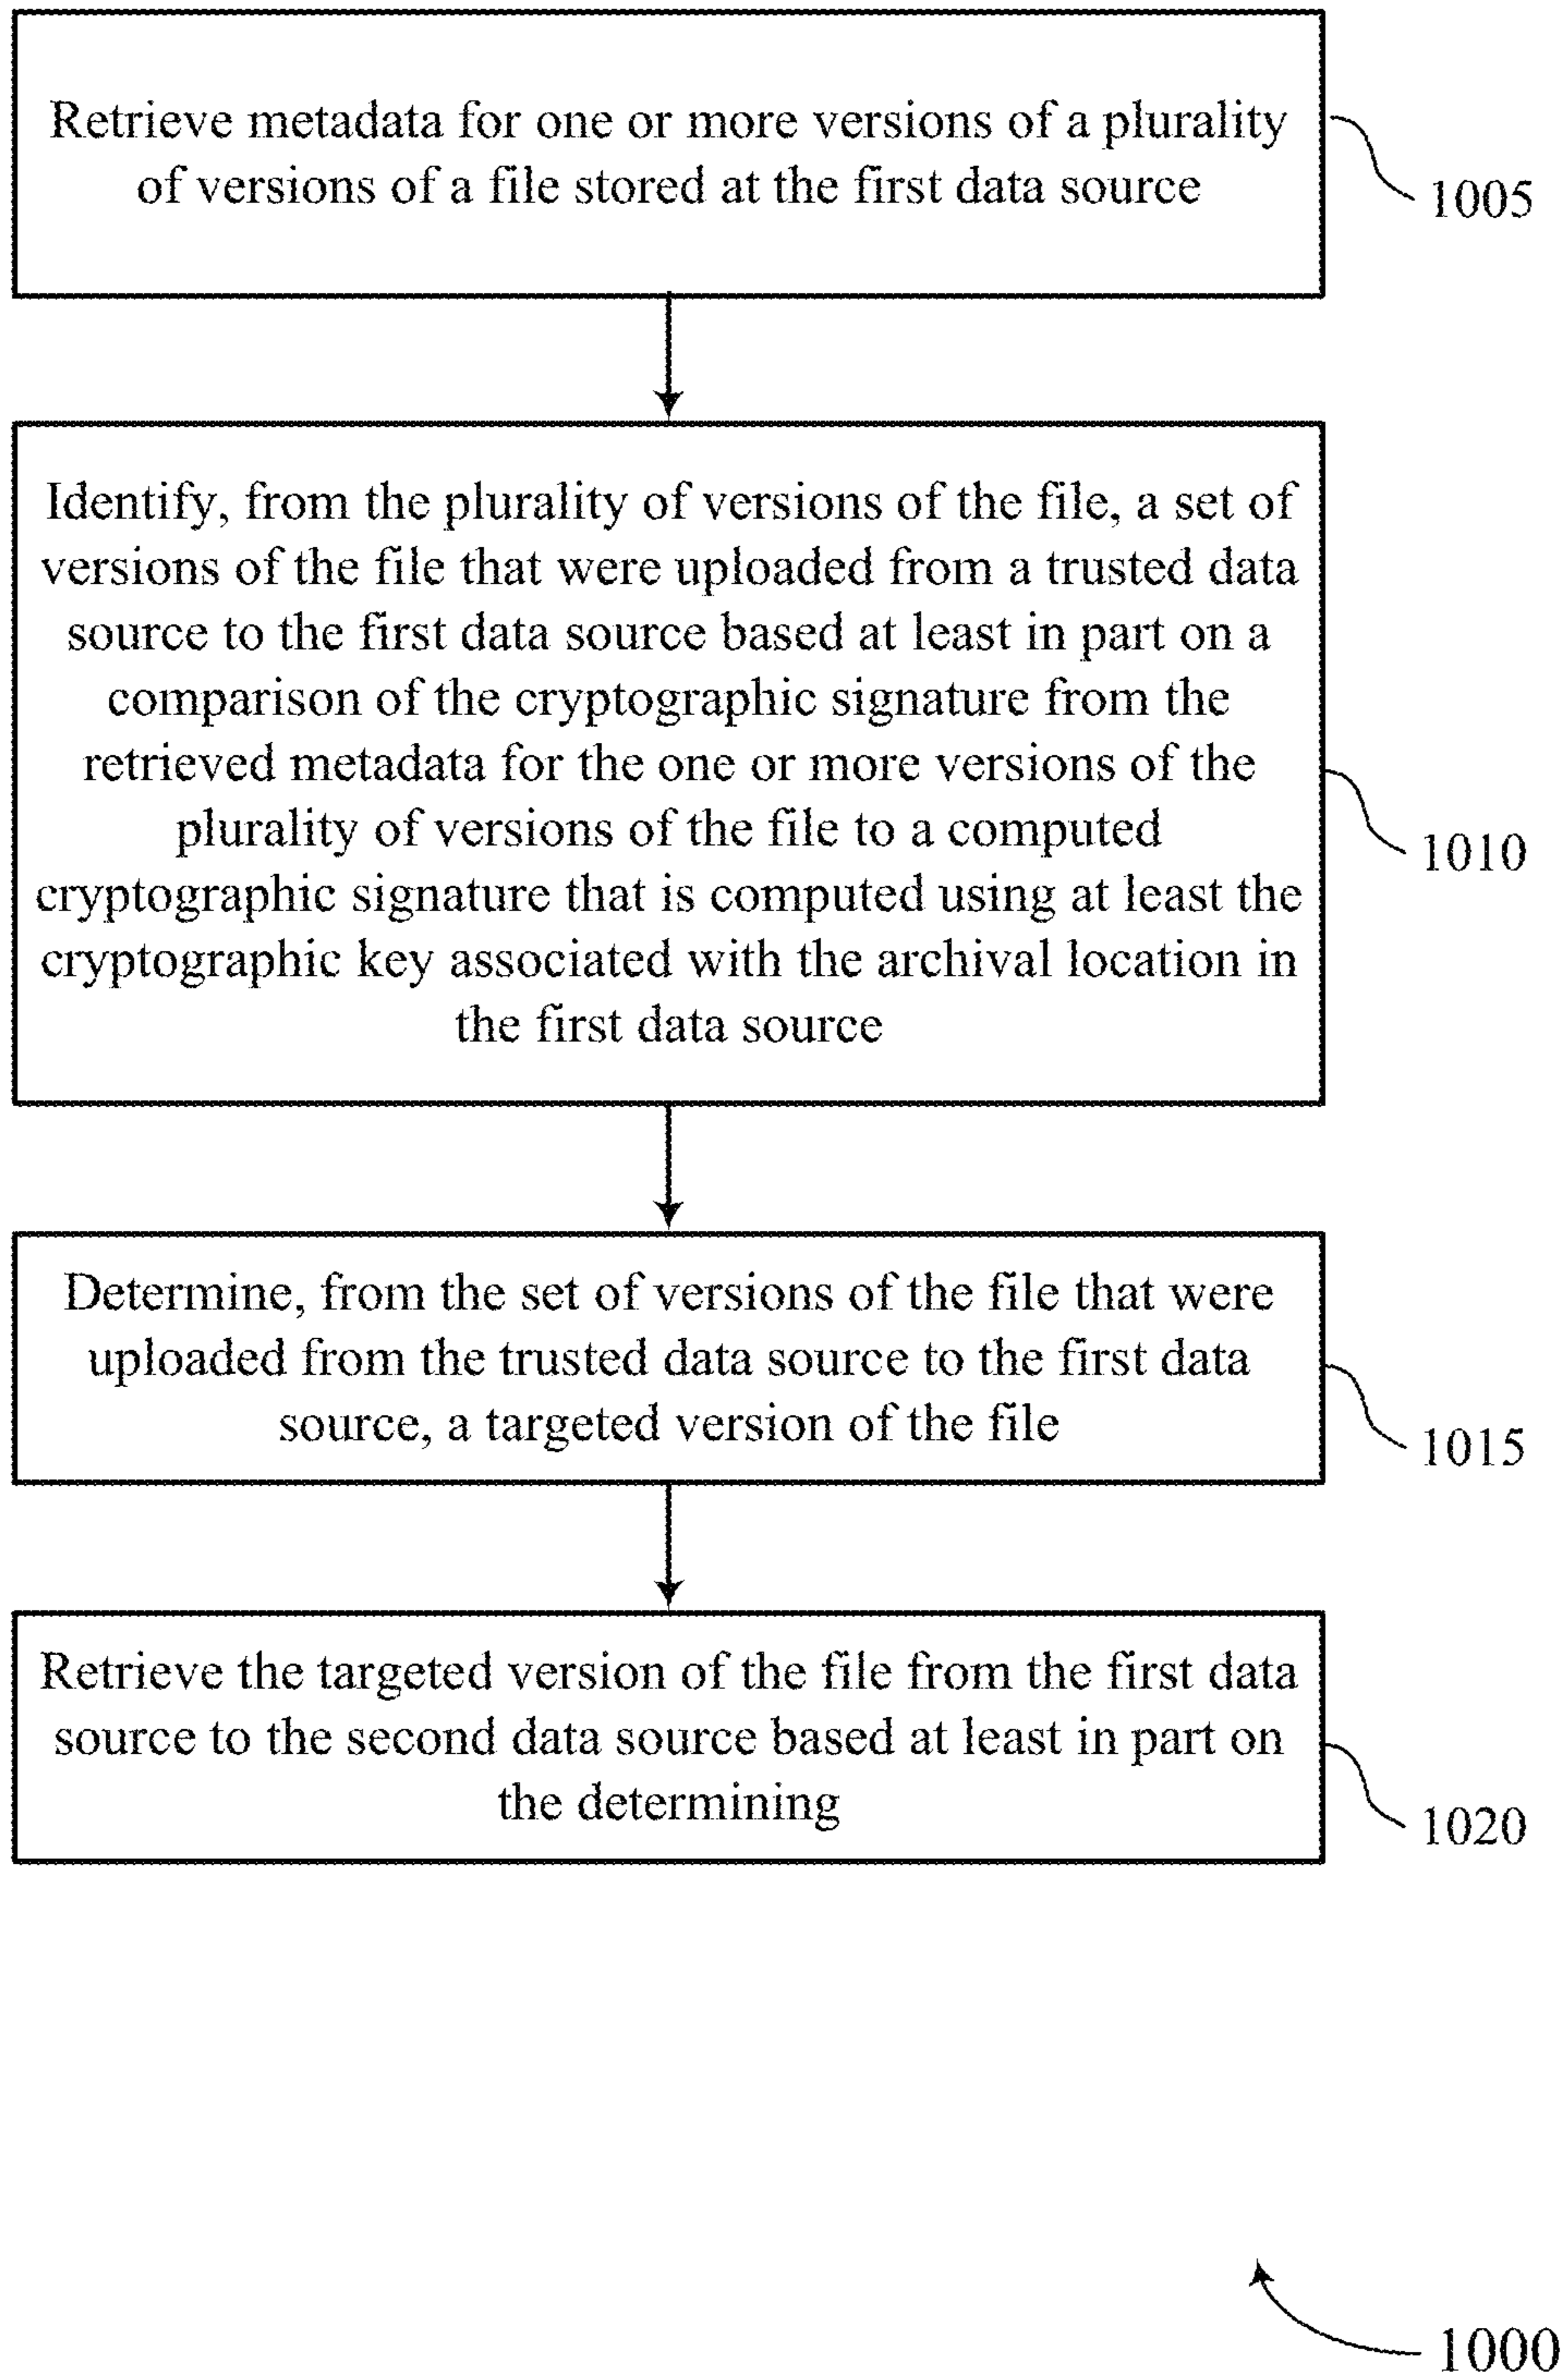 Retrieve metadata for one or more versions of a plurality
of versions of a file stored at the first data source
1005
Identify, from the plurality of versions of the file, a set of
versions of the file that were uploaded from a trusted data
source to the first data source based at least in part on a
comparison of the cryptographic signature from the
retrieved metadata for the one or more versions of the
plurality of versions of the file to a computed
cryptographic signature that is computed using at least the
cryptographic key associated with the archival location in
the first data source
1010
Determine, from the set of versions of the file that were
uploaded from the trusted data source to the first data
source, a targeted version of the file
1015
Retrieve the targeted version of the file from the first data
source to the second data source based at least in part on
the determining
1020
1000